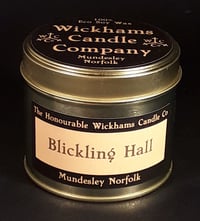 100%
Eco Soy Wax
Wickhams
Candle
Company
Mundesley
Norfolk
The Honourable Wickhams Candle Co
Blickling Hall
Mundesley Norfolk